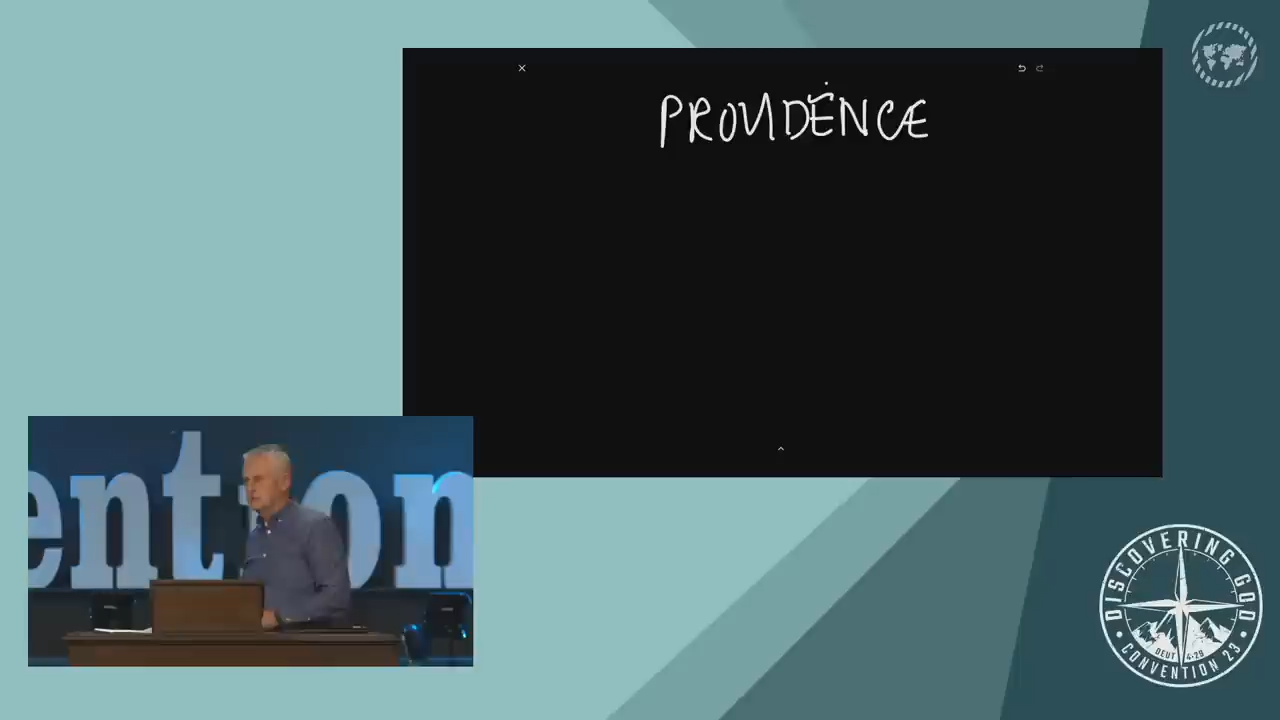 PROVIDENCE
ention
DISCOVERING GOD
DEUT 4:29
CONVENTION 23